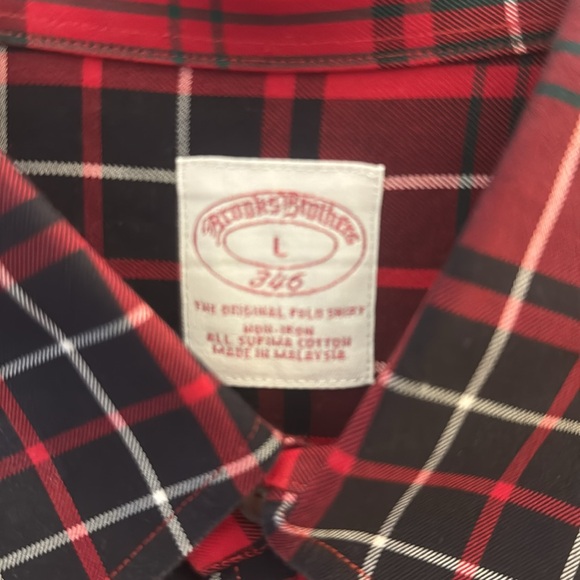 Brooks Brothers
L
346
THE ORIGINAL POLO SHIRT
NON-IRON
ALL SUPIMA COTTON
MADE IN MALAYSIA